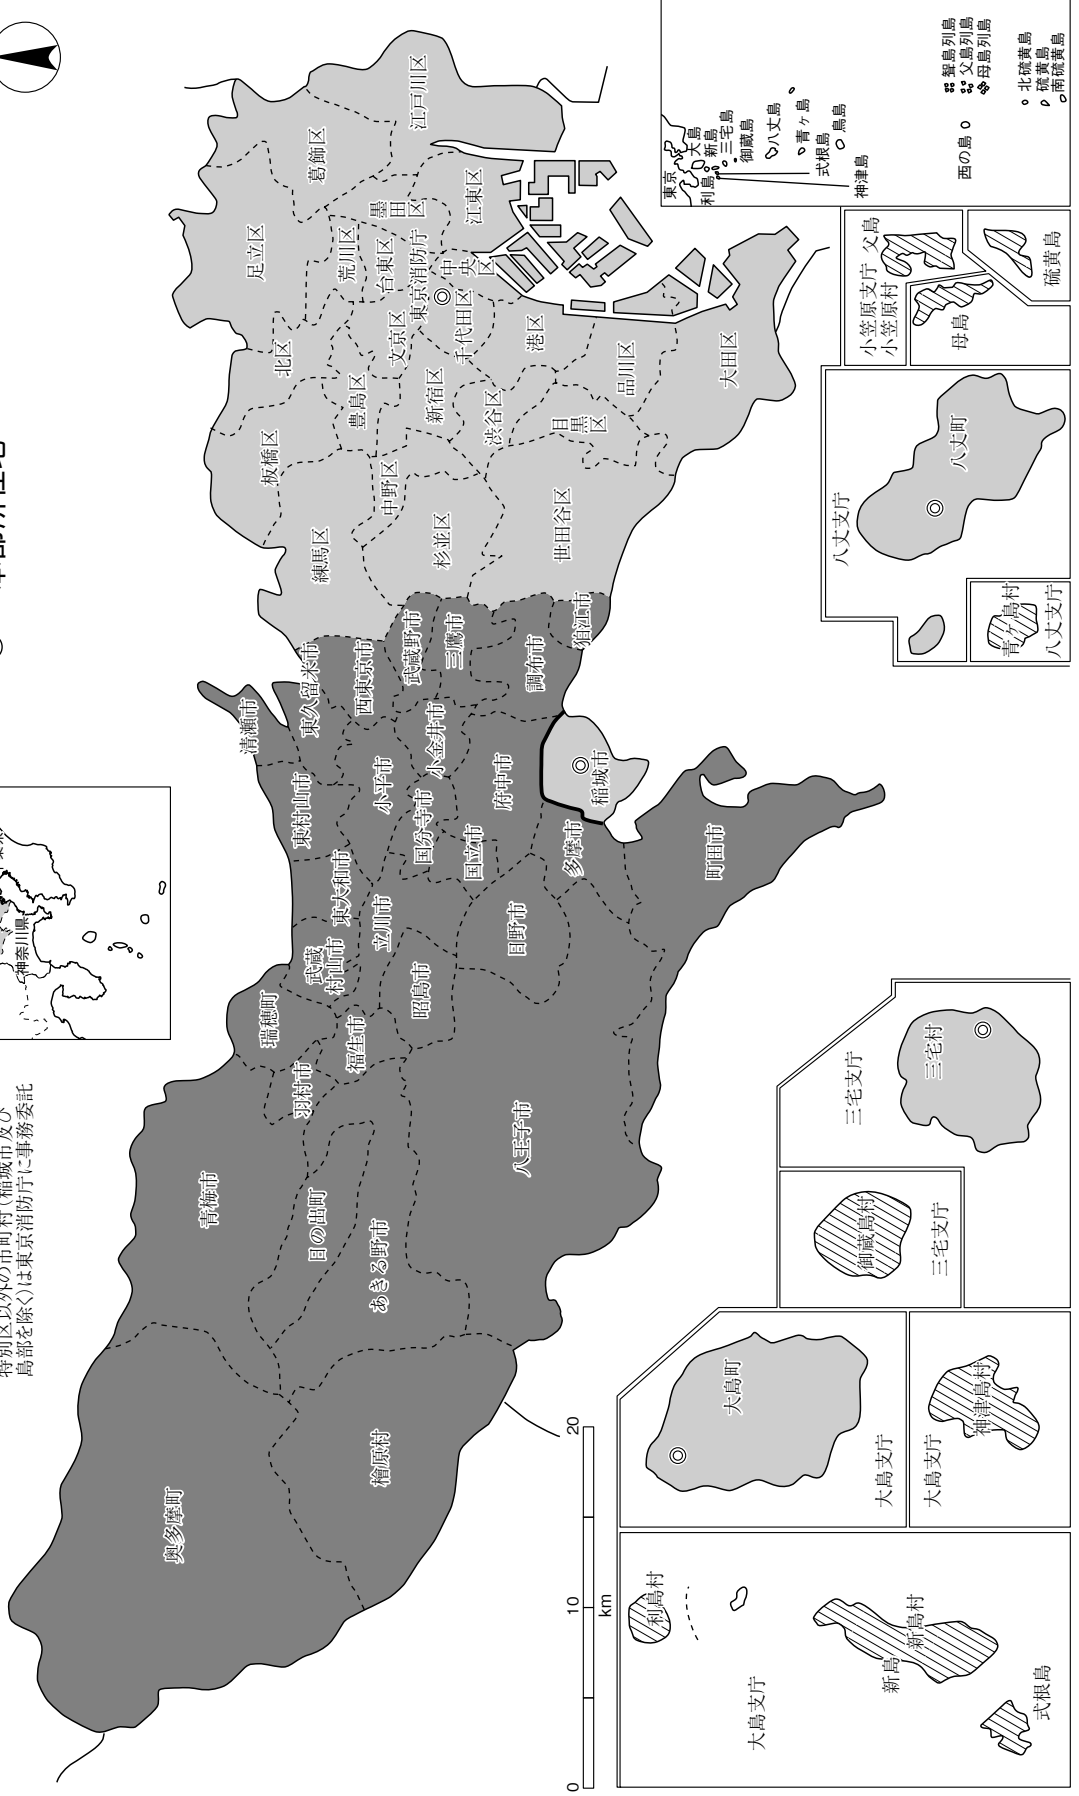 特別区以外の市町村(稲城市及び
島部を除く)は東京消防庁に事務委託
神奈川県
奥多摩町
檜原村
青梅市
日の出町
あきる野市
八王子市
羽村市
瑞穂町
福生市
武蔵
村山市
昭島市
立川市
東大和市
東村山市
日野市
多摩市
町田市
国立市
国分寺市
小平市
府中市
小金井市
稲城市
清瀬市
東久留米市
西東京市
武蔵野市
三鷹市
調布市
狛江市
練馬区
板橋区
杉並区
中野区
世田谷区
豊島区
北区
新宿区
渋谷区
目
黒
区
文京区
千代田区
港区
品川区
大田区
足立区
荒川区
台東区
東京消防庁
中
央
区
墨
田
区
江東区
葛飾区
江戸川区
0
10
20
km
利島村
大島支庁
新島
新島村
式根島
大島町
大島支庁
神津島村
大島支庁
御蔵島村
三宅支庁
三宅村
三宅支庁
八丈支庁
八丈町
青ヶ島村
八丈支庁
小笠原支庁
小笠原村
父島
母島
硫黄島
東京
大島
利島
新島
三宅島
御蔵島
八丈島
青ヶ島
式根島
鳥島
神津島
西の島
聟島列島
父島列島
母島列島
北硫黄島
硫黄島
南硫黄島